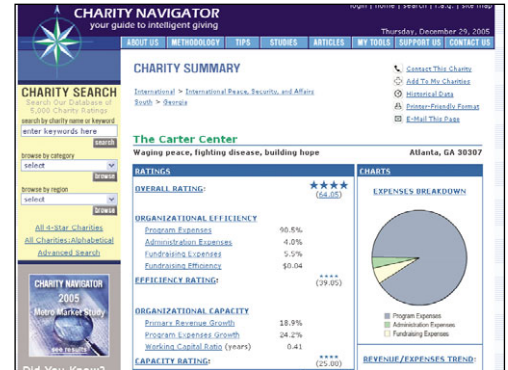 CHARITY NAVIGATOR
your guide to intelligent giving
login | home | search | f.a.q. | site map
Thursday, December 29, 2005
ABOUT US METHODOLOGY TIPS STUDIES ARTICLES MY TOOLS SUPPORT US CONTACT US
CHARITY SEARCH
Search Our Database of
5,000 Charity Ratings
search by charity name or keyword
enter keywords here
search
browse by category
select
browse
browse by region
select
browse
All 4-Star Charities
All Charities:Alphabetical
Advanced Search
CHARITY NAVIGATOR
2005
Metro Market Study
see results
Did You Know?
CHARITY SUMMARY
International > International Peace, Security, and Affairs
South > Georgia
Contact This Charity
Add To My Charities
Historical Data
Printer-Friendly Format
E-Mail This Page
The Carter Center
Waging peace, fighting disease, building hope
Atlanta, GA 30307
RATINGS
OVERALL RATING: ★★★★
(64.05)
ORGANIZATIONAL EFFICIENCY
Program Expenses 90.5%
Administration Expenses 4.0%
Fundraising Expenses 5.5%
Fundraising Efficiency $0.04
EFFICIENCY RATING: ★★★★
(39.05)
ORGANIZATIONAL CAPACITY
Primary Revenue Growth 18.9%
Program Expenses Growth 24.2%
Working Capital Ratio (years) 0.41
CAPACITY RATING: ★★★★
(25.00)
CHARTS
EXPENSES BREAKDOWN
Program Expenses
Administration Expenses
Fundraising Expenses
REVENUE/EXPENSES TREND: